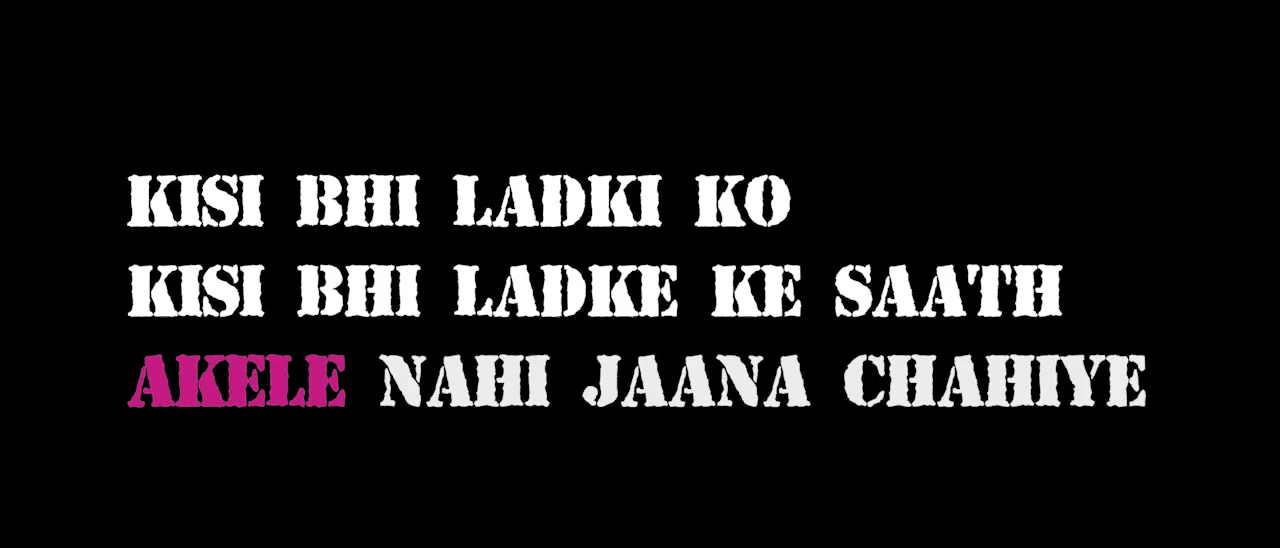 KISI BHI LADKI KO
KISI BHI LADKE KE SAATH
AKELE NAHI JAANA CHAHIYE